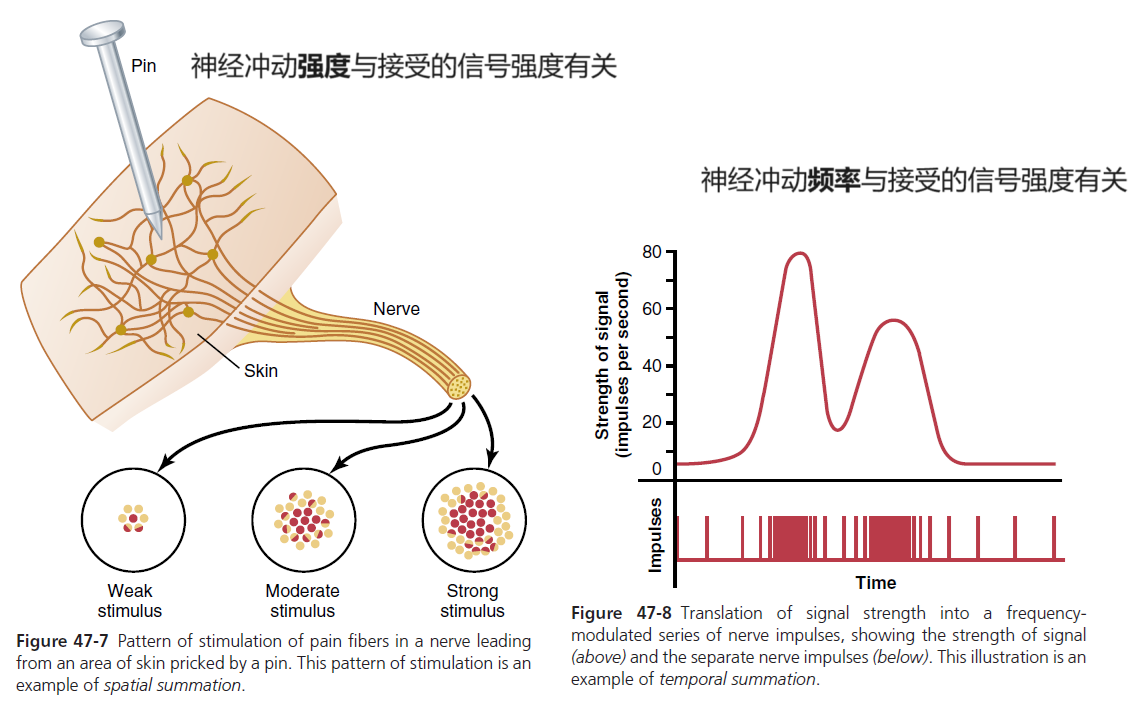 Pin
神经冲动强度与接受的信号强度有关
Nerve
Skin
Weak
stimulus
Moderate
stimulus
Strong
stimulus
Figure 47-7 Pattern of stimulation of pain fibers in a nerve leading
from an area of skin pricked by a pin. This pattern of stimulation is an
example of spatial summation.
神经冲动频率与接受的信号强度有关
Strength of signal
(impulses per second)
80
60
40
20
0
Impulses
Time
Figure 47-8 Translation of signal strength into a frequency-
modulated series of nerve impulses, showing the strength of signal
(above) and the separate nerve impulses (below). This illustration is an
example of temporal summation.